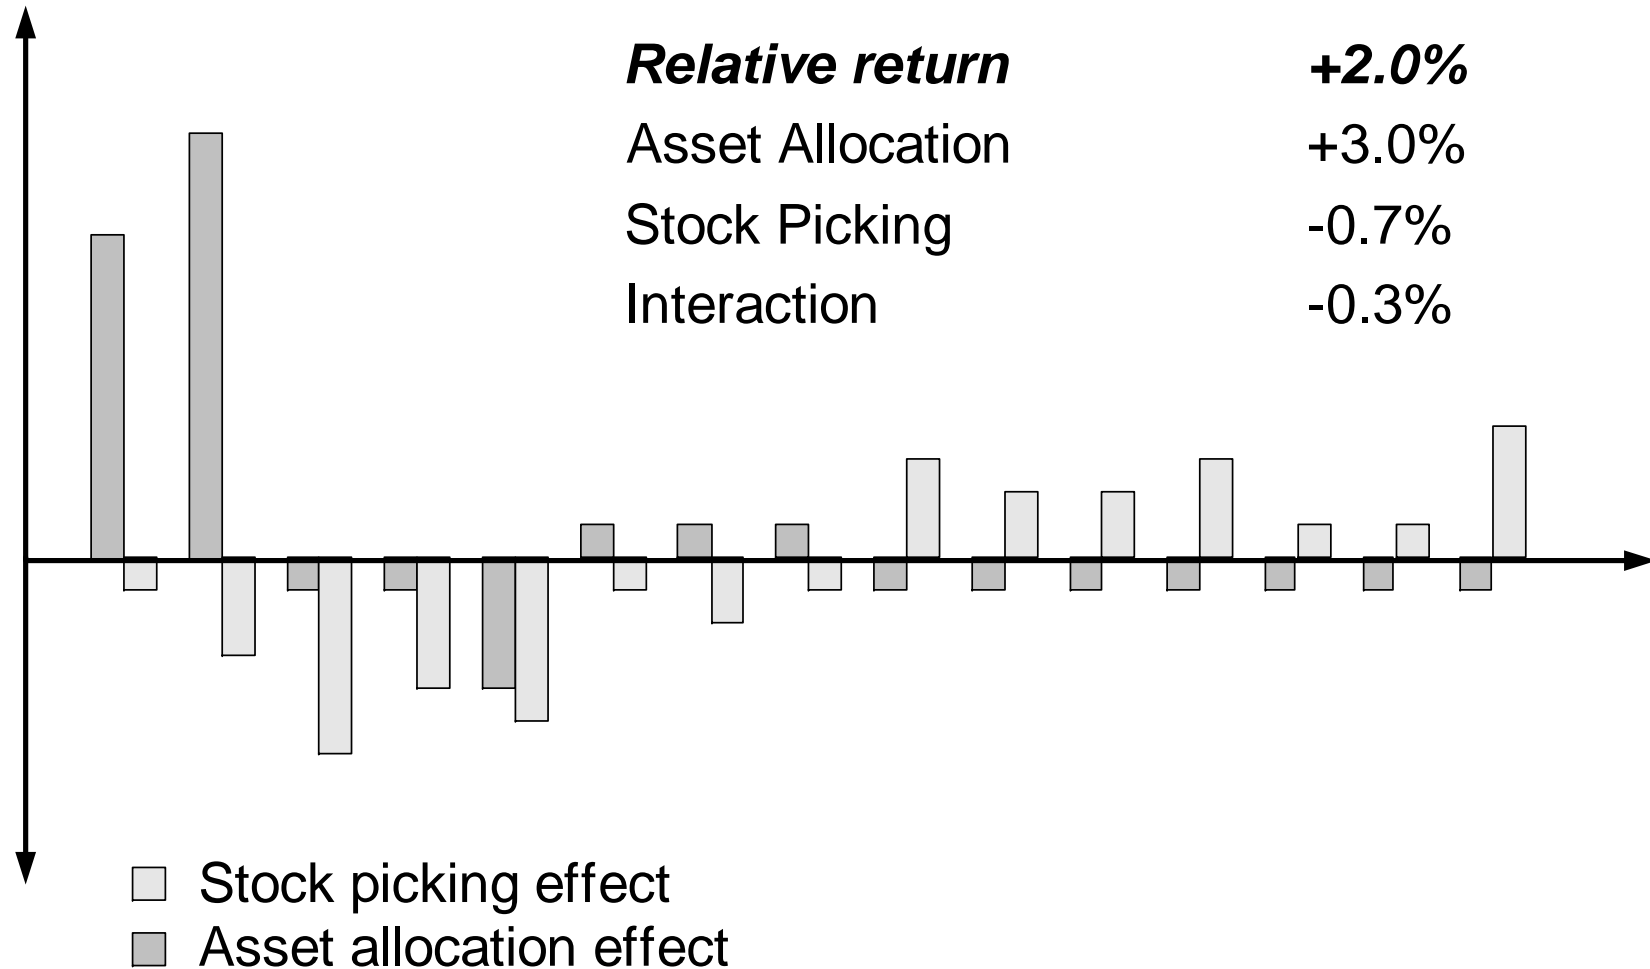 Relative return +2.0%
Asset Allocation +3.0%
Stock Picking -0.7%
Interaction -0.3%
Stock picking effect
Asset allocation effect